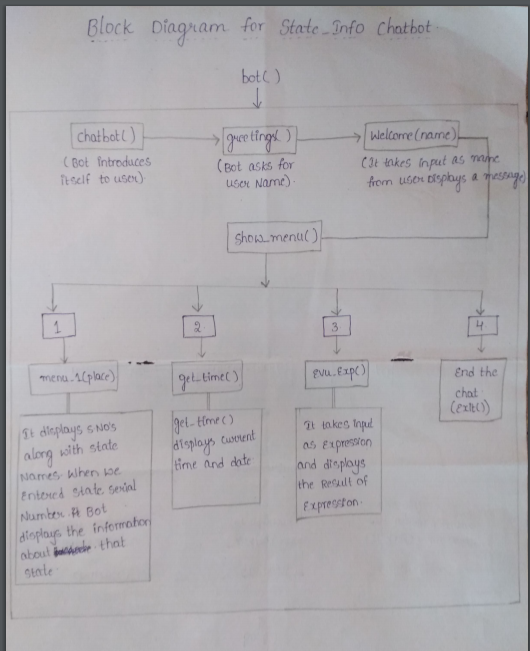 Block Diagram for State_Info Chatbot.
bot()
chatbot()
greetings()
Welcome(name)
(Bot Introduces
Itself to user)
(Bot asks for
User Name).
(It takes Input as name
from user Displays a message)
Show_menu()
1
2.
3
4
menu_1(place)
get_time()
evu_Exp()
End the
chat
(Exit())
It displays S No's
along with state
Names. When we
Entered State Serial
Number. It Bot
displays the information
about that
State.
get_time()
displays current
time and date
It takes Input
as Expression
and displays
the Result of
Expression.